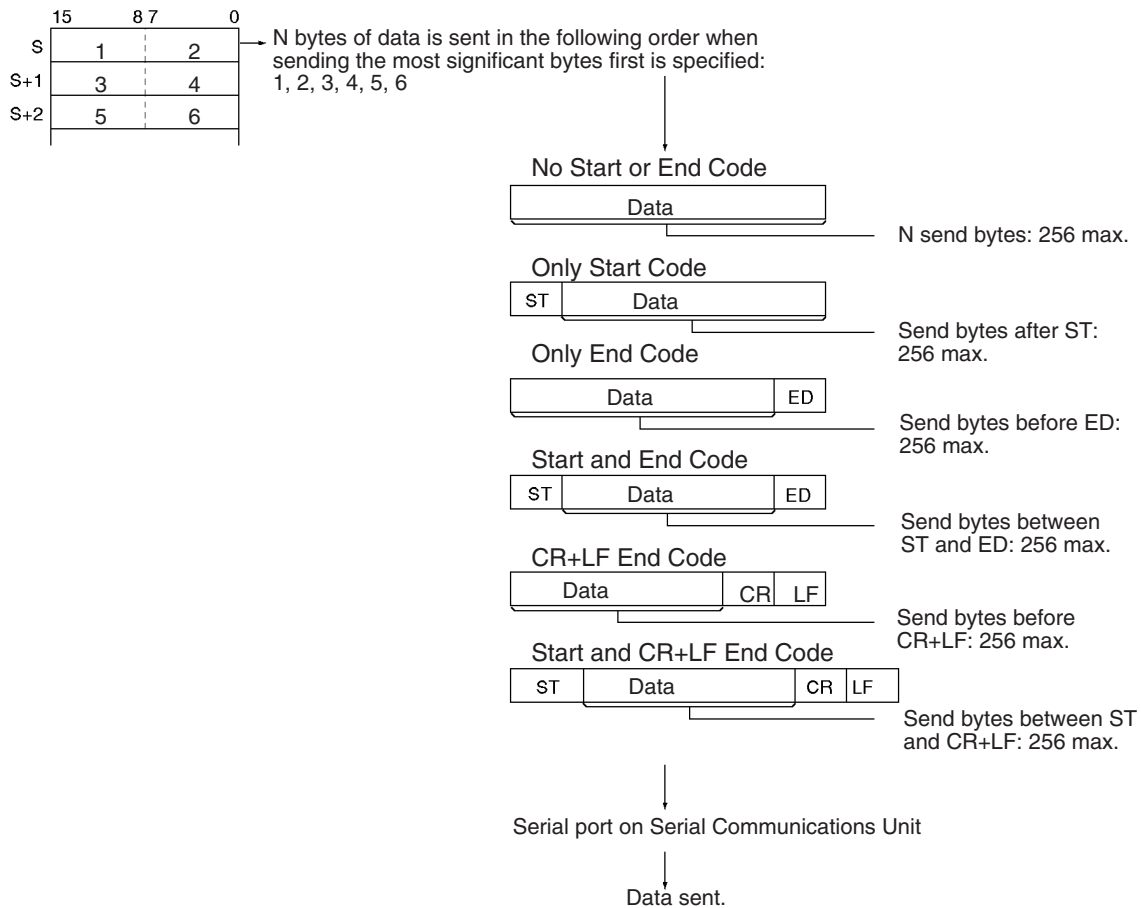 15 8 7 0
S 1 2
S+1 3 4
S+2 5 6
N bytes of data is sent in the following order when
sending the most significant bytes first is specified:
1, 2, 3, 4, 5, 6
No Start or End Code
Data
N send bytes: 256 max.
Only Start Code
ST Data
Send bytes after ST:
256 max.
Only End Code
Data ED
Send bytes before ED:
256 max.
Start and End Code
ST Data ED
Send bytes between
ST and ED: 256 max.
CR+LF End Code
Data CR LF
Send bytes before
CR+LF: 256 max.
Start and CR+LF End Code
ST Data CR LF
Send bytes between ST
and CR+LF: 256 max.
Serial port on Serial Communications Unit
Data sent.